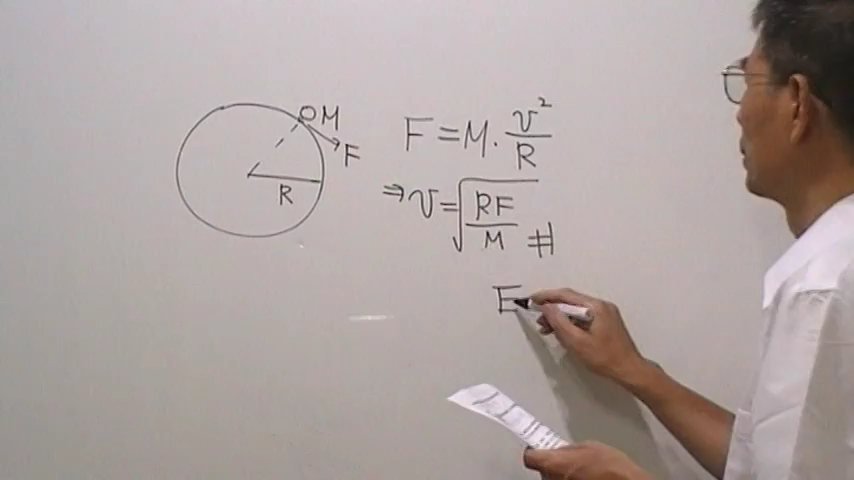 M
F
R
F = M · v² / R
⇒ v = √(RF / M) #
E